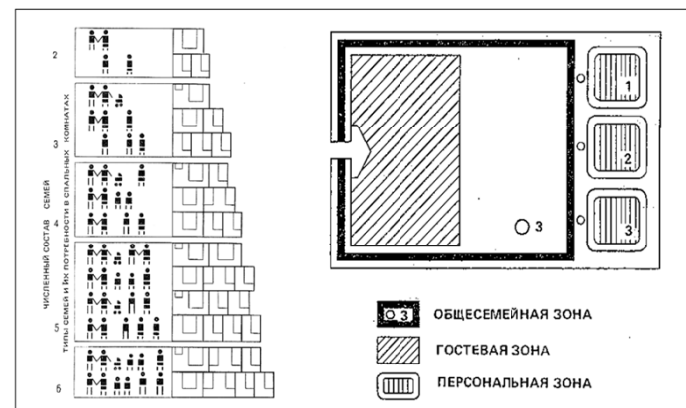 ЧИСЛЕННЫЙ СОСТАВ СЕМЕЙ
ТИПЫ СЕМЕЙ И ИХ ПОТРЕБНОСТИ В СПАЛЬНЫХ КОМНАТАХ
2
3
4
5
6
1
2
3
3
3 ОБЩЕСЕМЕЙНАЯ ЗОНА
ГОСТЕВАЯ ЗОНА
ПЕРСОНАЛЬНАЯ ЗОНА